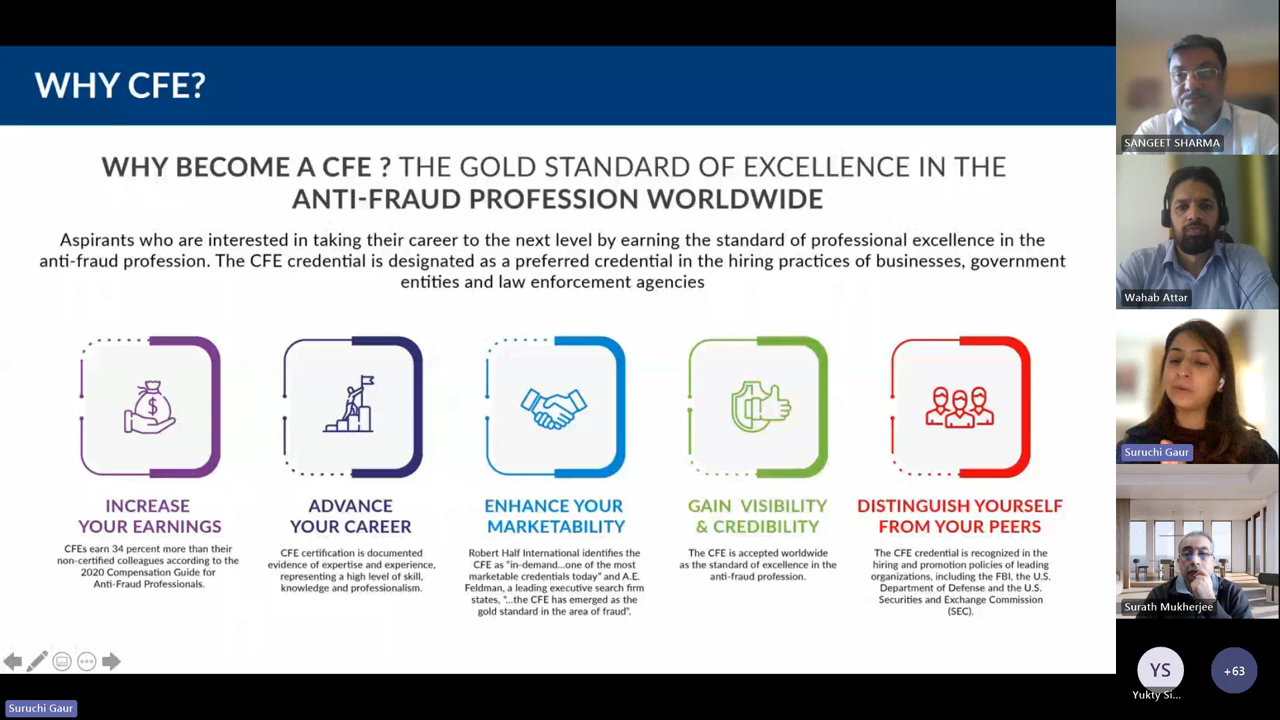 WHY CFE?
WHY BECOME A CFE ? THE GOLD STANDARD OF EXCELLENCE IN THE
ANTI-FRAUD PROFESSION WORLDWIDE
Aspirants who are interested in taking their career to the next level by earning the standard of professional excellence in the
anti-fraud profession. The CFE credential is designated as a preferred credential in the hiring practices of businesses, government
entities and law enforcement agencies
$
INCREASE
YOUR EARNINGS
CFEs earn 34 percent more than their
non-certified colleagues according to the
2020 Compensation Guide for
Anti-Fraud Professionals.
ADVANCE
YOUR CAREER
CFE certification is documented
evidence of expertise and experience,
representing a high level of skill,
knowledge and professionalism.
ENHANCE YOUR
MARKETABILITY
Robert Half International identifies the
CFE as “in-demand...one of the most
marketable credentials today” and A.E.
Feldman, a leading executive search firm
states, “...the CFE has emerged as the
gold standard in the area of fraud”.
GAIN VISIBILITY
& CREDIBILITY
The CFE is accepted worldwide
as the standard of excellence in the
anti-fraud profession.
DISTINGUISH YOURSELF
FROM YOUR PEERS
The CFE credential is recognized in the
hiring and promotion policies of leading
organizations, including the FBI, the U.S.
Department of Defense and the U.S.
Securities and Exchange Commission
(SEC).
Suruchi Gaur
SANGEET SHARMA
Wahab Attar
Suruchi Gaur
Surath Mukherjee
YS
Yukty Si...
+63